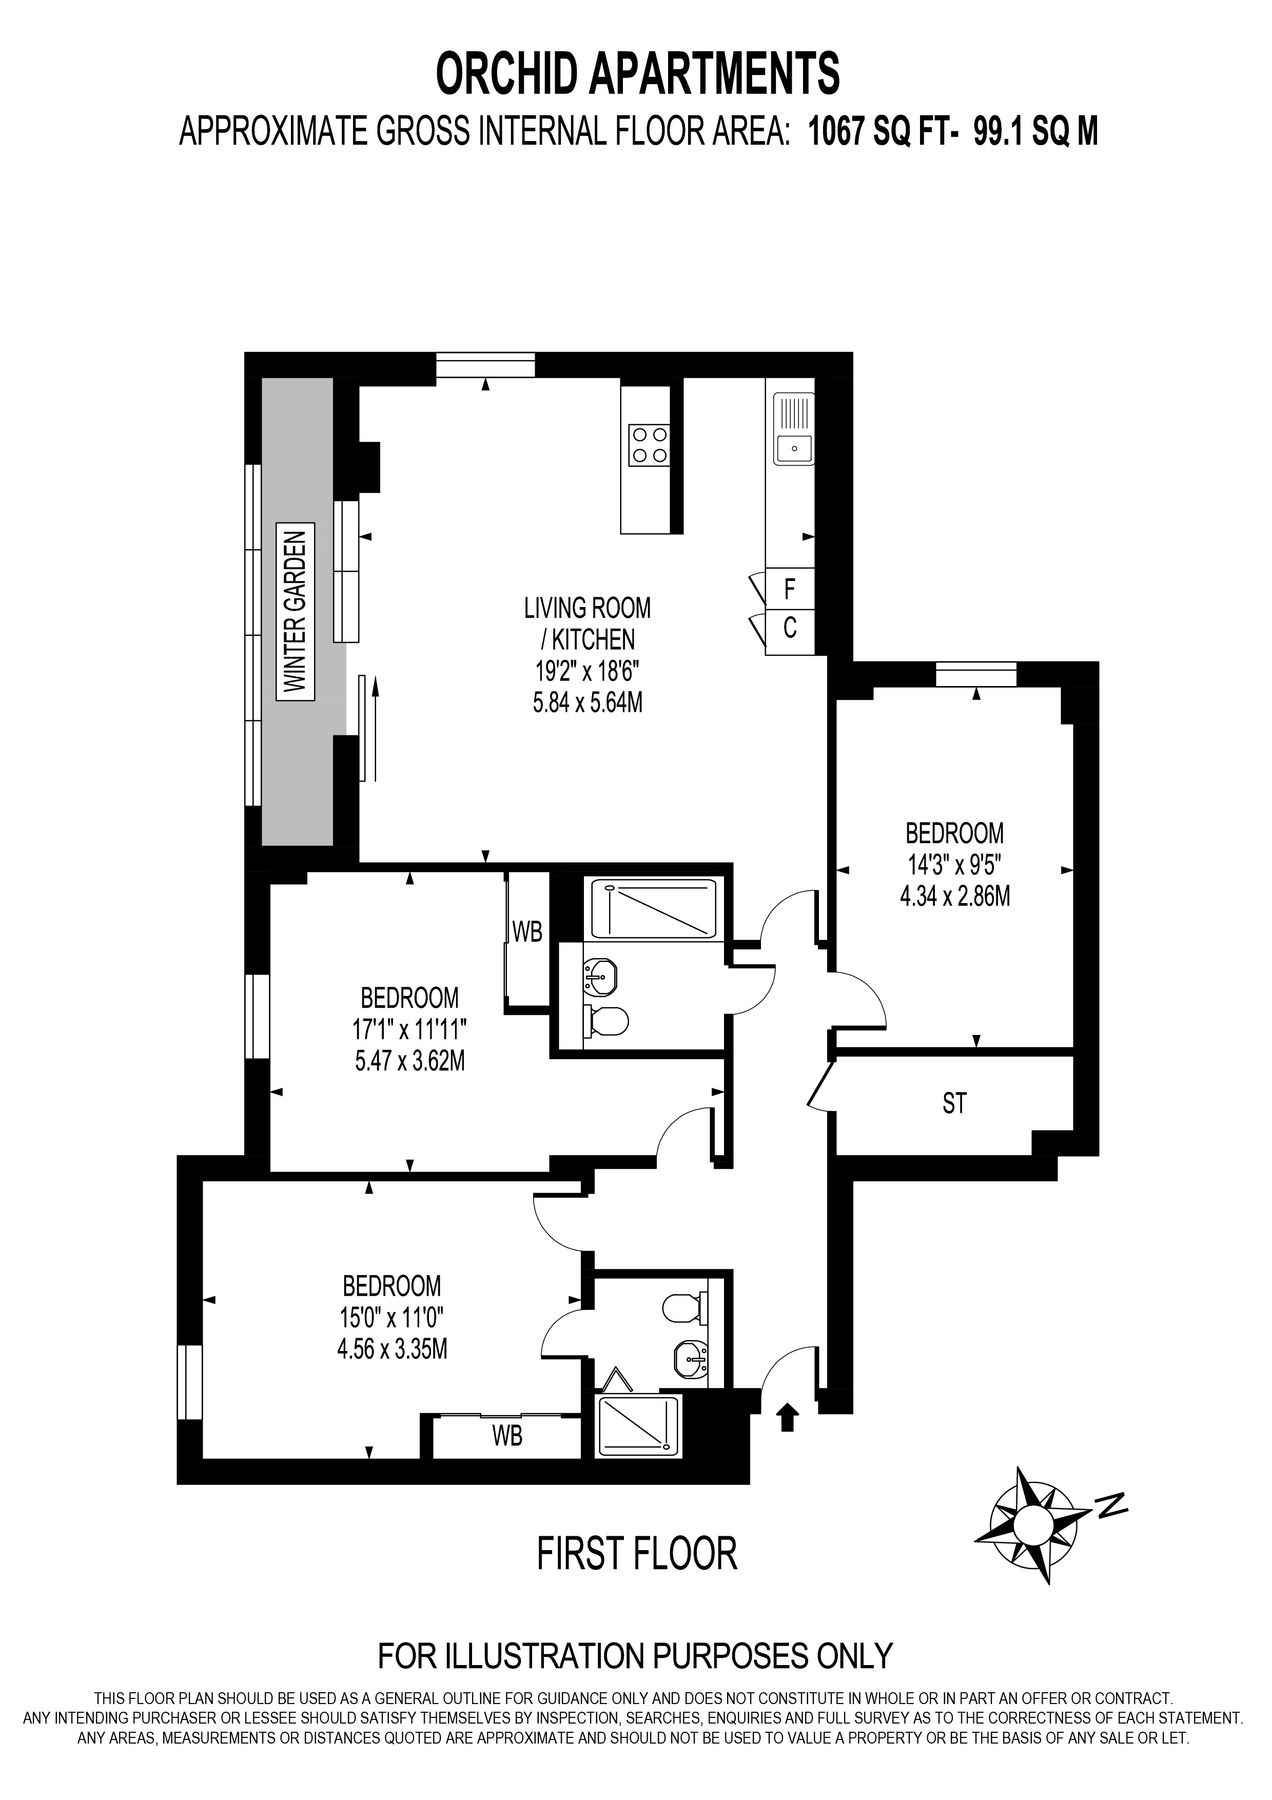 ORCHID APARTMENTS
APPROXIMATE GROSS INTERNAL FLOOR AREA: 1067 SQ FT- 99.1 SQ M
WINTER GARDEN
LIVING ROOM
/ KITCHEN
19'2" x 18'6"
5.84 x 5.64M
F
C
BEDROOM
14'3" x 9'5"
4.34 x 2.86M
WB
BEDROOM
17'1" x 11'11"
5.47 x 3.62M
ST
BEDROOM
15'0" x 11'0"
4.56 x 3.35M
WB
N
FIRST FLOOR
FOR ILLUSTRATION PURPOSES ONLY
THIS FLOOR PLAN SHOULD BE USED AS A GENERAL OUTLINE FOR GUIDANCE ONLY AND DOES NOT CONSTITUTE IN WHOLE OR IN PART AN OFFER OR CONTRACT.
ANY INTENDING PURCHASER OR LESSEE SHOULD SATISFY THEMSELVES BY INSPECTION, SEARCHES, ENQUIRIES AND FULL SURVEY AS TO THE CORRECTNESS OF EACH STATEMENT.
ANY AREAS, MEASUREMENTS OR DISTANCES QUOTED ARE APPROXIMATE AND SHOULD NOT BE USED TO VALUE A PROPERTY OR BE THE BASIS OF ANY SALE OR LET.